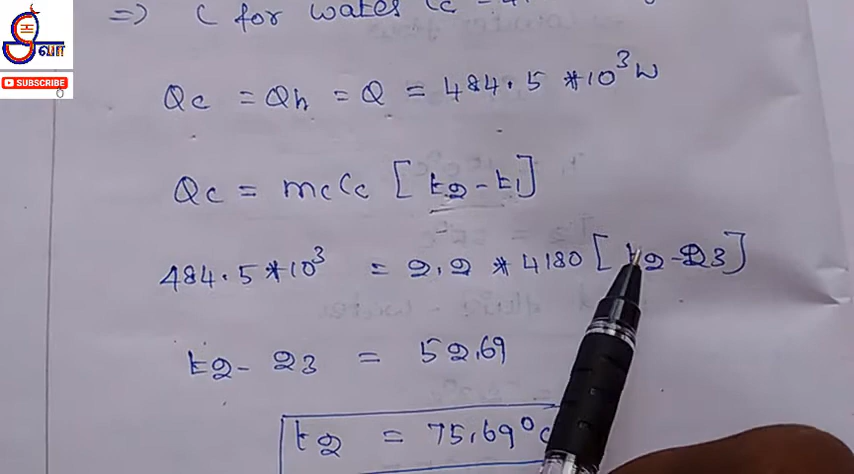 இவா
SUBSCRIBE
=> C for water
Qc = Qh = Q = 484.5 *10³ W
Qc = mcCc [t2-t1]
484.5*10³ = 2.2 * 4180 [t2-23]
t2- 23 = 52.69
t2 = 75.69°c